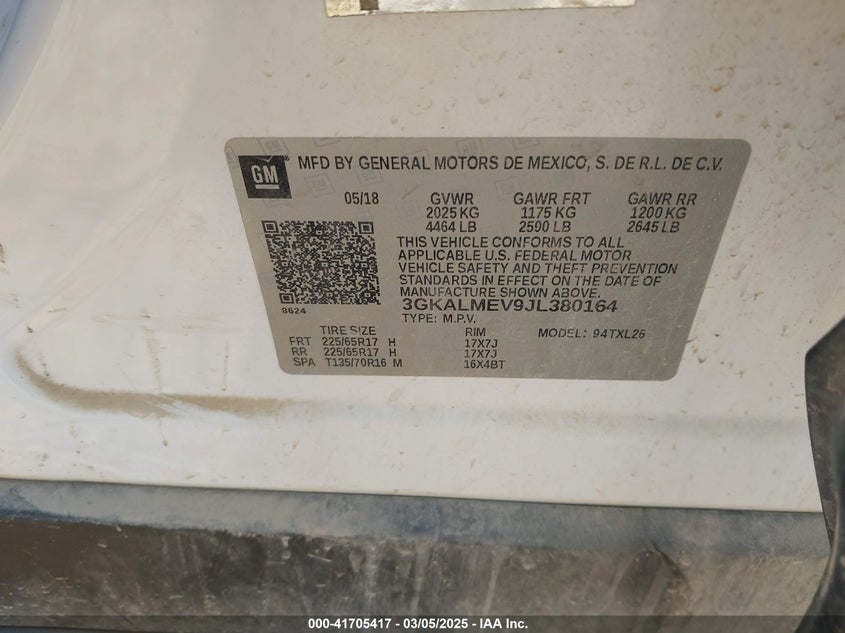 GM
MFD BY GENERAL MOTORS DE MEXICO, S. DE R.L. DE C.V.
05/18 GVWR GAWR FRT GAWR RR
2025 KG 1175 KG 1200 KG
4464 LB 2590 LB 2645 LB
THIS VEHICLE CONFORMS TO ALL
APPLICABLE U.S. FEDERAL MOTOR
VEHICLE SAFETY AND THEFT PREVENTION
STANDARDS IN EFFECT ON THE DATE OF
MANUFACTURE SHOWN ABOVE.
8624 3GKALMEV9JL380164
TYPE: M.P.V.
TIRE SIZE RIM MODEL: 94TXL26
FRT 225/65R17 H 17X7J
RR 225/65R17 H 17X7J
SPA T135/70R16 M 16X4BT
000-41705417 - 03/05/2025 - IAA Inc.